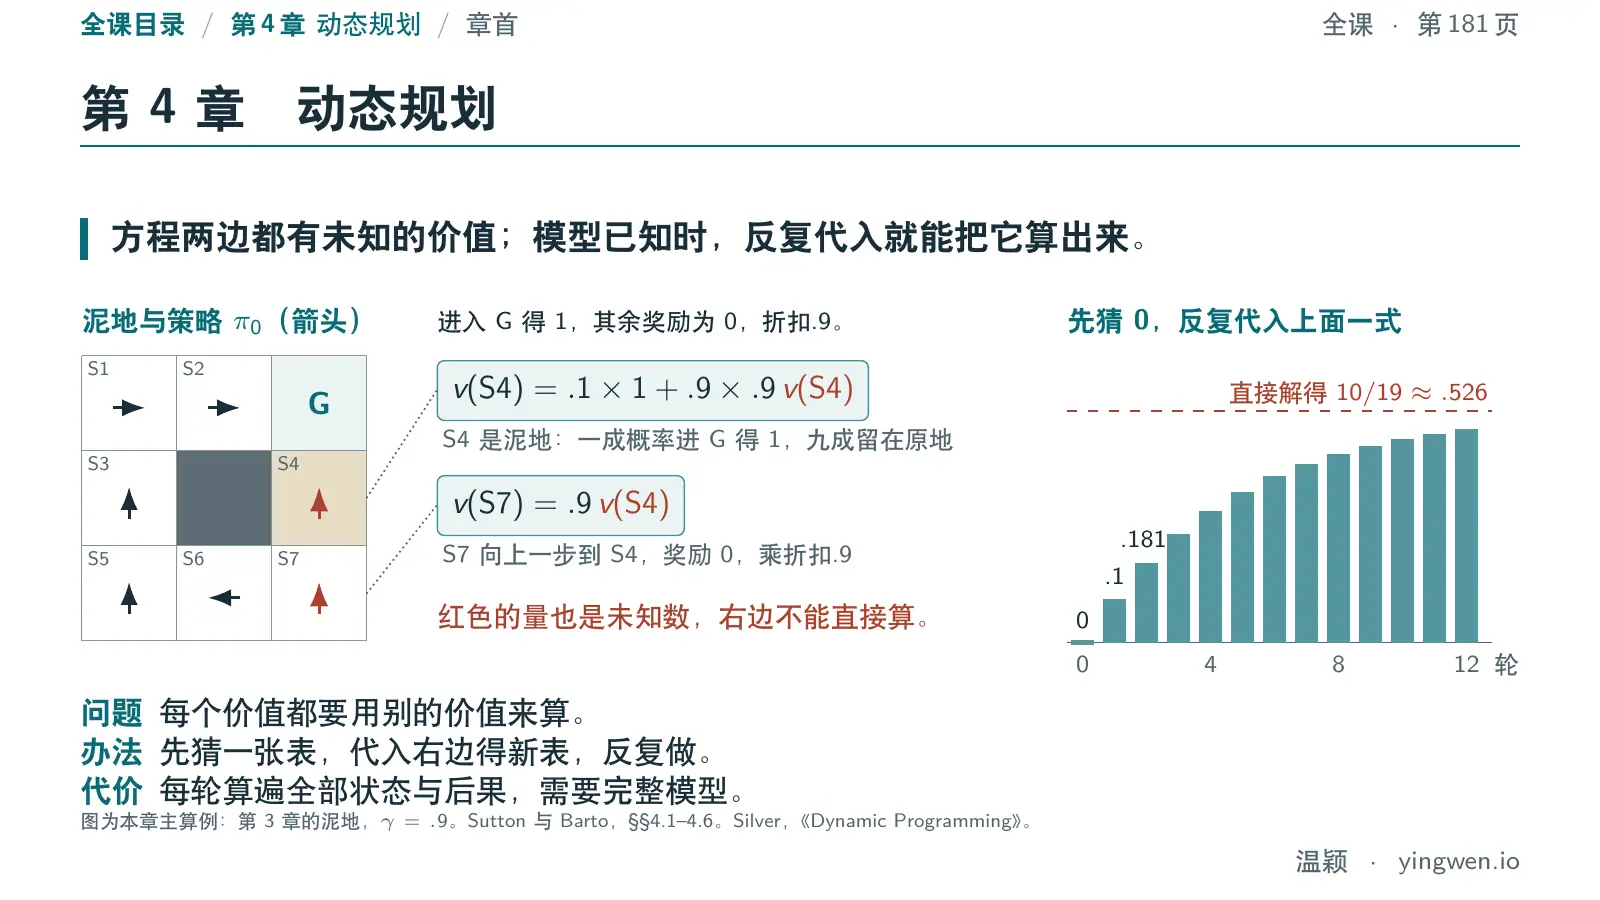 全课目录 / 第 4 章 动态规划 / 章首
全课 · 第 181 页
第 4 章 动态规划
方程两边都有未知的价值；模型已知时，反复代入就能把它算出来。
泥地与策略 π₀（箭头）
S1 S2 G
S3 S4
S5 S6 S7
进入 G 得 1，其余奖励为 0，折扣.9。
v(S4) = .1 × 1 + .9 × .9 v(S4)
S4 是泥地：一成概率进 G 得 1，九成留在原地
v(S7) = .9 v(S4)
S7 向上一步到 S4，奖励 0，乘折扣.9
红色的量也是未知数，右边不能直接算。
先猜 0，反复代入上面一式
直接解得 10/19 ≈ .526
.181
.1
0
0 4 8 12 轮
问题 每个价值都要用别的价值来算。
办法 先猜一张表，代入右边得新表，反复做。
代价 每轮算遍全部状态与后果，需要完整模型。
图为本章主算例：第 3 章的泥地，γ = .9。Sutton 与 Barto，§§4.1–4.6。Silver，《Dynamic Programming》。
温颖 · yingwen.io